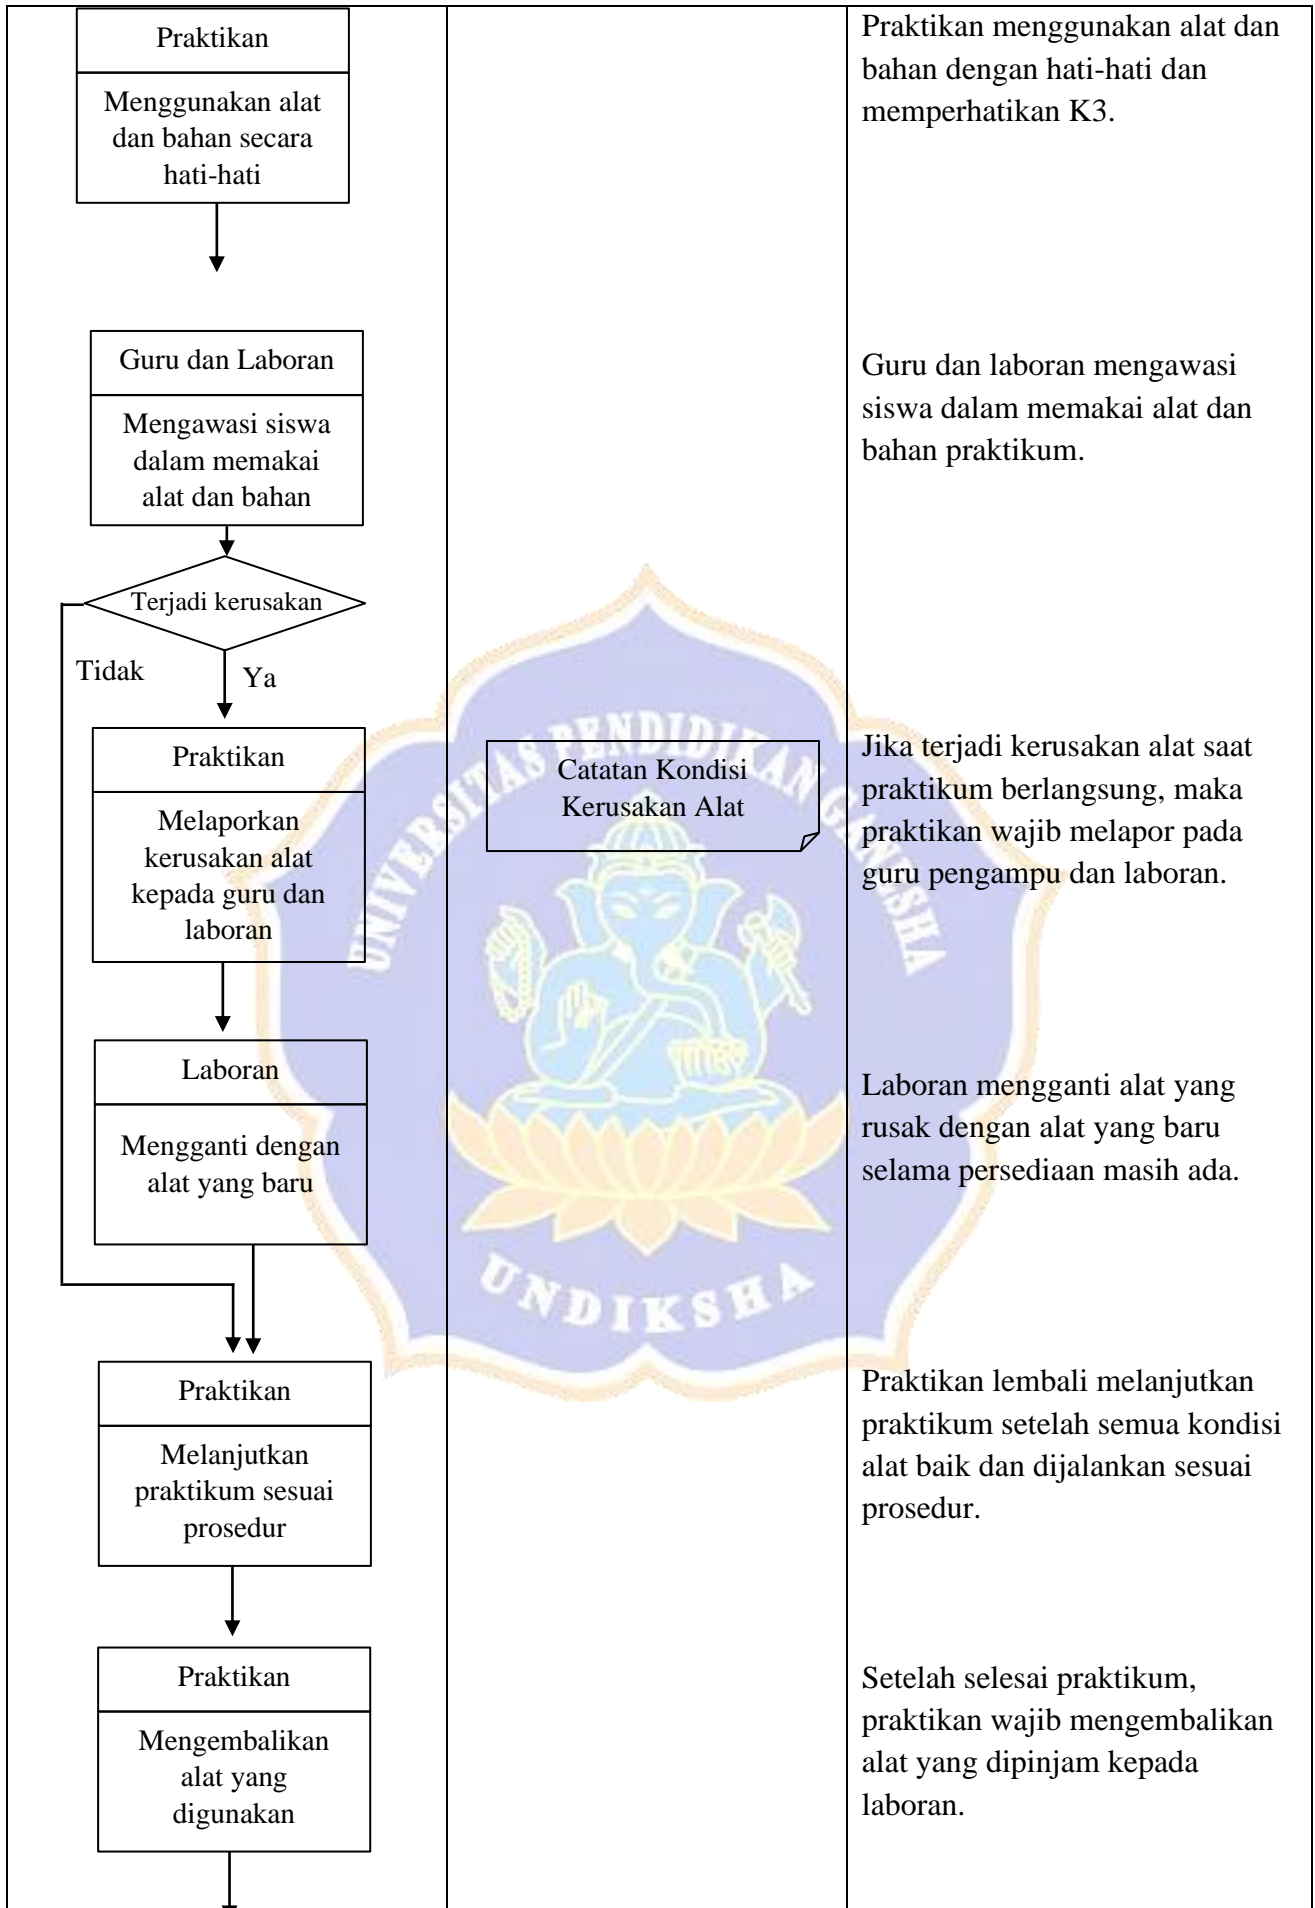 Praktikan
Menggunakan alat
dan bahan secara
hati-hati
Praktikan menggunakan alat dan
bahan dengan hati-hati dan
memperhatikan K3.
Guru dan Laboran
Mengawasi siswa
dalam memakai
alat dan bahan
Guru dan laboran mengawasi
siswa dalam memakai alat dan
bahan praktikum.
Terjadi kerusakan
Tidak
Ya
Praktikan
Melaporkan
kerusakan alat
kepada guru dan
laboran
Catatan Kondisi
Kerusakan Alat
Jika terjadi kerusakan alat saat
praktikum berlangsung, maka
praktikan wajib melapor pada
guru pengampu dan laboran.
Laboran
Mengganti dengan
alat yang baru
Laboran mengganti alat yang
rusak dengan alat yang baru
selama persediaan masih ada.
Praktikan
Melanjutkan
praktikum sesuai
prosedur
Praktikan lembali melanjutkan
praktikum setelah semua kondisi
alat baik dan dijalankan sesuai
prosedur.
Praktikan
Mengembalikan
alat yang
digunakan
Setelah selesai praktikum,
praktikan wajib mengembalikan
alat yang dipinjam kepada
laboran.
UNIVERSITAS PENDIDIKAN GANESHA
UNDIKSHA